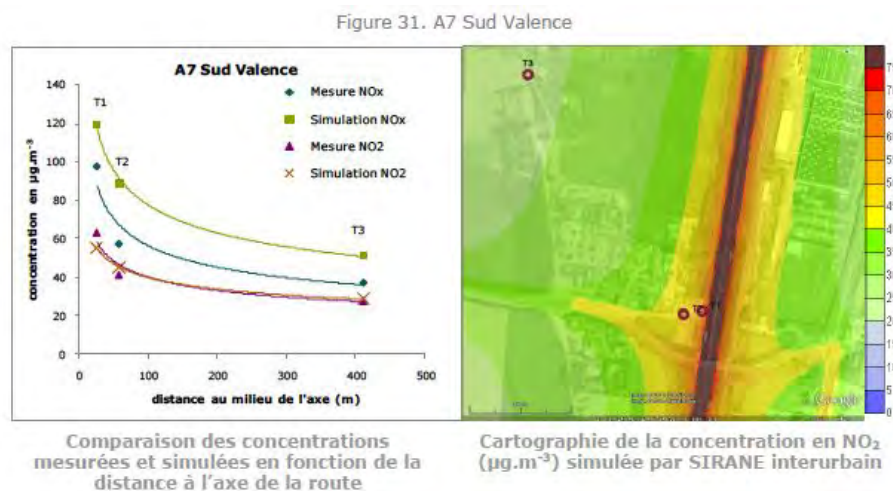 Figure 31. A7 Sud Valence
A7 Sud Valence
concentration en µg.m⁻³
140
120
100
80
60
40
20
0
T1
T2
T3
Mesure NOx
Simulation NOx
Mesure NO2
Simulation NO2
0 100 200 300 400 500
distance au milieu de l'axe (m)
T3
Google
0
Comparaison des concentrations
mesurées et simulées en fonction de la
distance à l'axe de la route
Cartographie de la concentration en NO₂
(µg.m⁻³) simulée par SIRANE interurbain